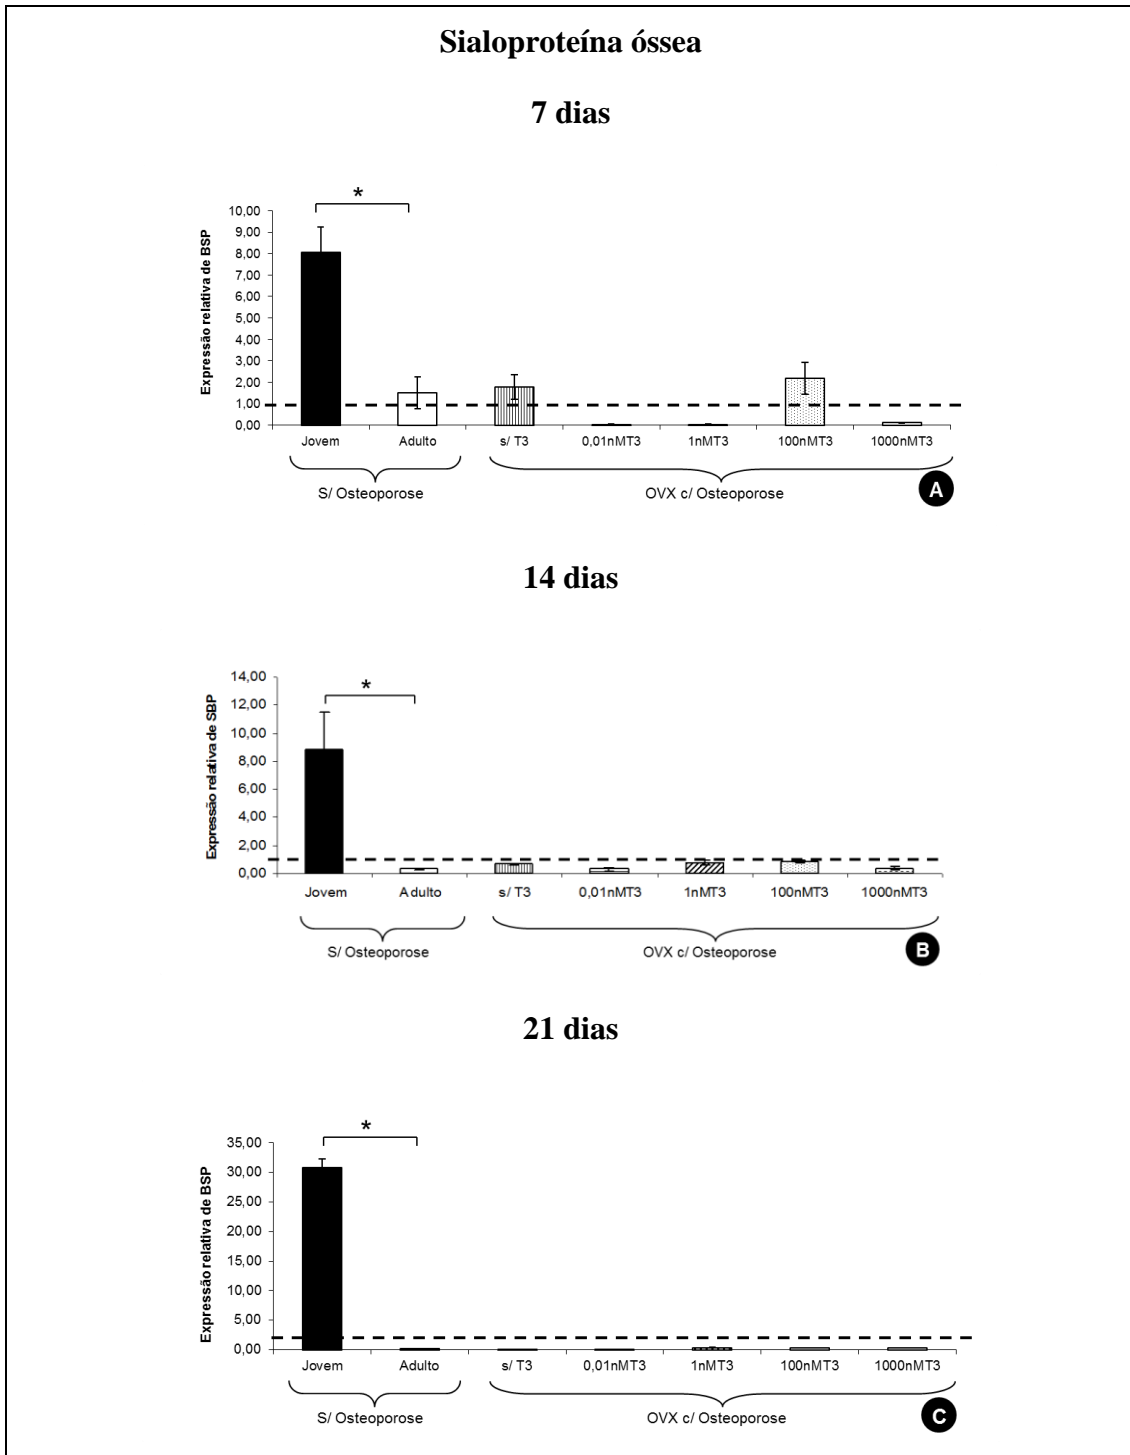 Sialoproteína óssea
7 dias
*
Expressão relativa de BSP
10,00
9,00
8,00
7,00
6,00
5,00
4,00
3,00
2,00
1,00
0,00
Jovem Adulto s/ T3 0,01nMT3 1nMT3 100nMT3 1000nMT3
S/ Osteoporose OVX c/ Osteoporose
A
14 dias
*
Expressão relativa de SBP
14,00
12,00
10,00
8,00
6,00
4,00
2,00
0,00
Jovem Adulto s/ T3 0,01nMT3 1nMT3 100nMT3 1000nMT3
S/ Osteoporose OVX c/ Osteoporose
B
21 dias
*
Expressão relativa de BSP
35,00
30,00
25,00
20,00
15,00
10,00
5,00
0,00
Jovem Adulto s/ T3 0,01nMT3 1nMT3 100nMT3 1000nMT3
S/ Osteoporose OVX c/ Osteoporose
C